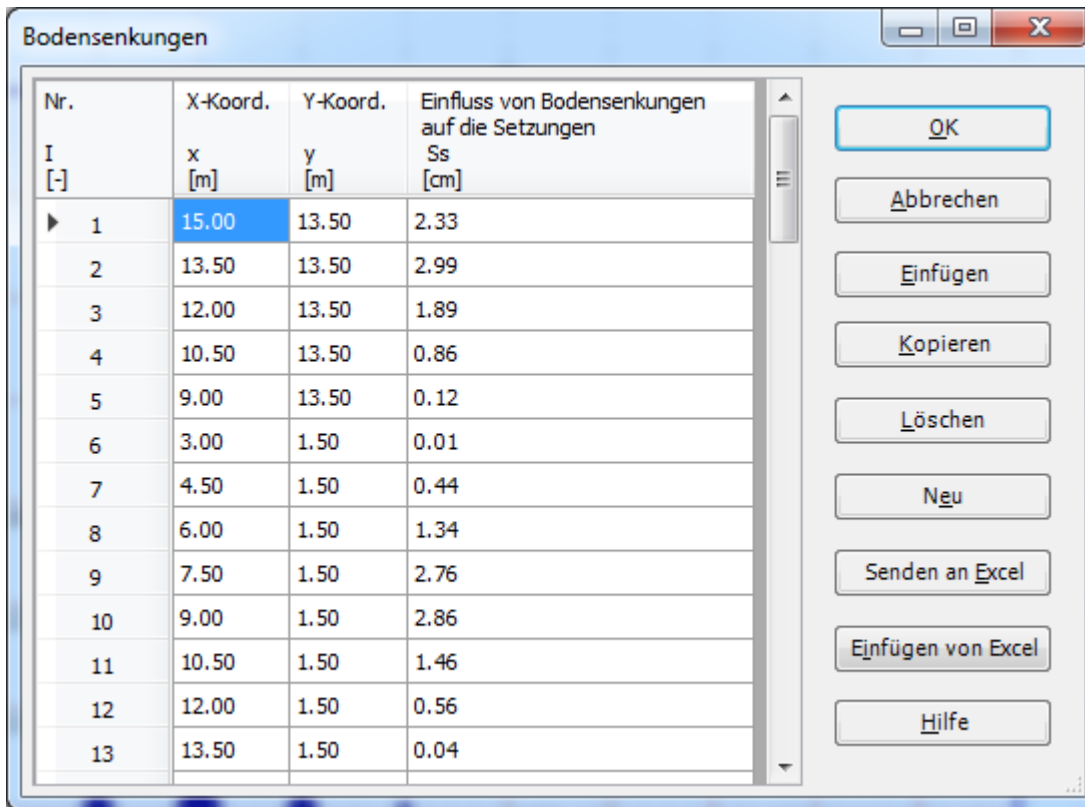 Bodensenkungen
Nr. X-Koord. Y-Koord. Einfluss von Bodensenkungen
auf die Setzungen
I x y Ss
[-] [m] [m] [cm]
1 15.00 13.50 2.33
2 13.50 13.50 2.99
3 12.00 13.50 1.89
4 10.50 13.50 0.86
5 9.00 13.50 0.12
6 3.00 1.50 0.01
7 4.50 1.50 0.44
8 6.00 1.50 1.34
9 7.50 1.50 2.76
10 9.00 1.50 2.86
11 10.50 1.50 1.46
12 12.00 1.50 0.56
13 13.50 1.50 0.04
OK
Abbrechen
Einfügen
Kopieren
Löschen
Neu
Senden an Excel
Einfügen von Excel
Hilfe